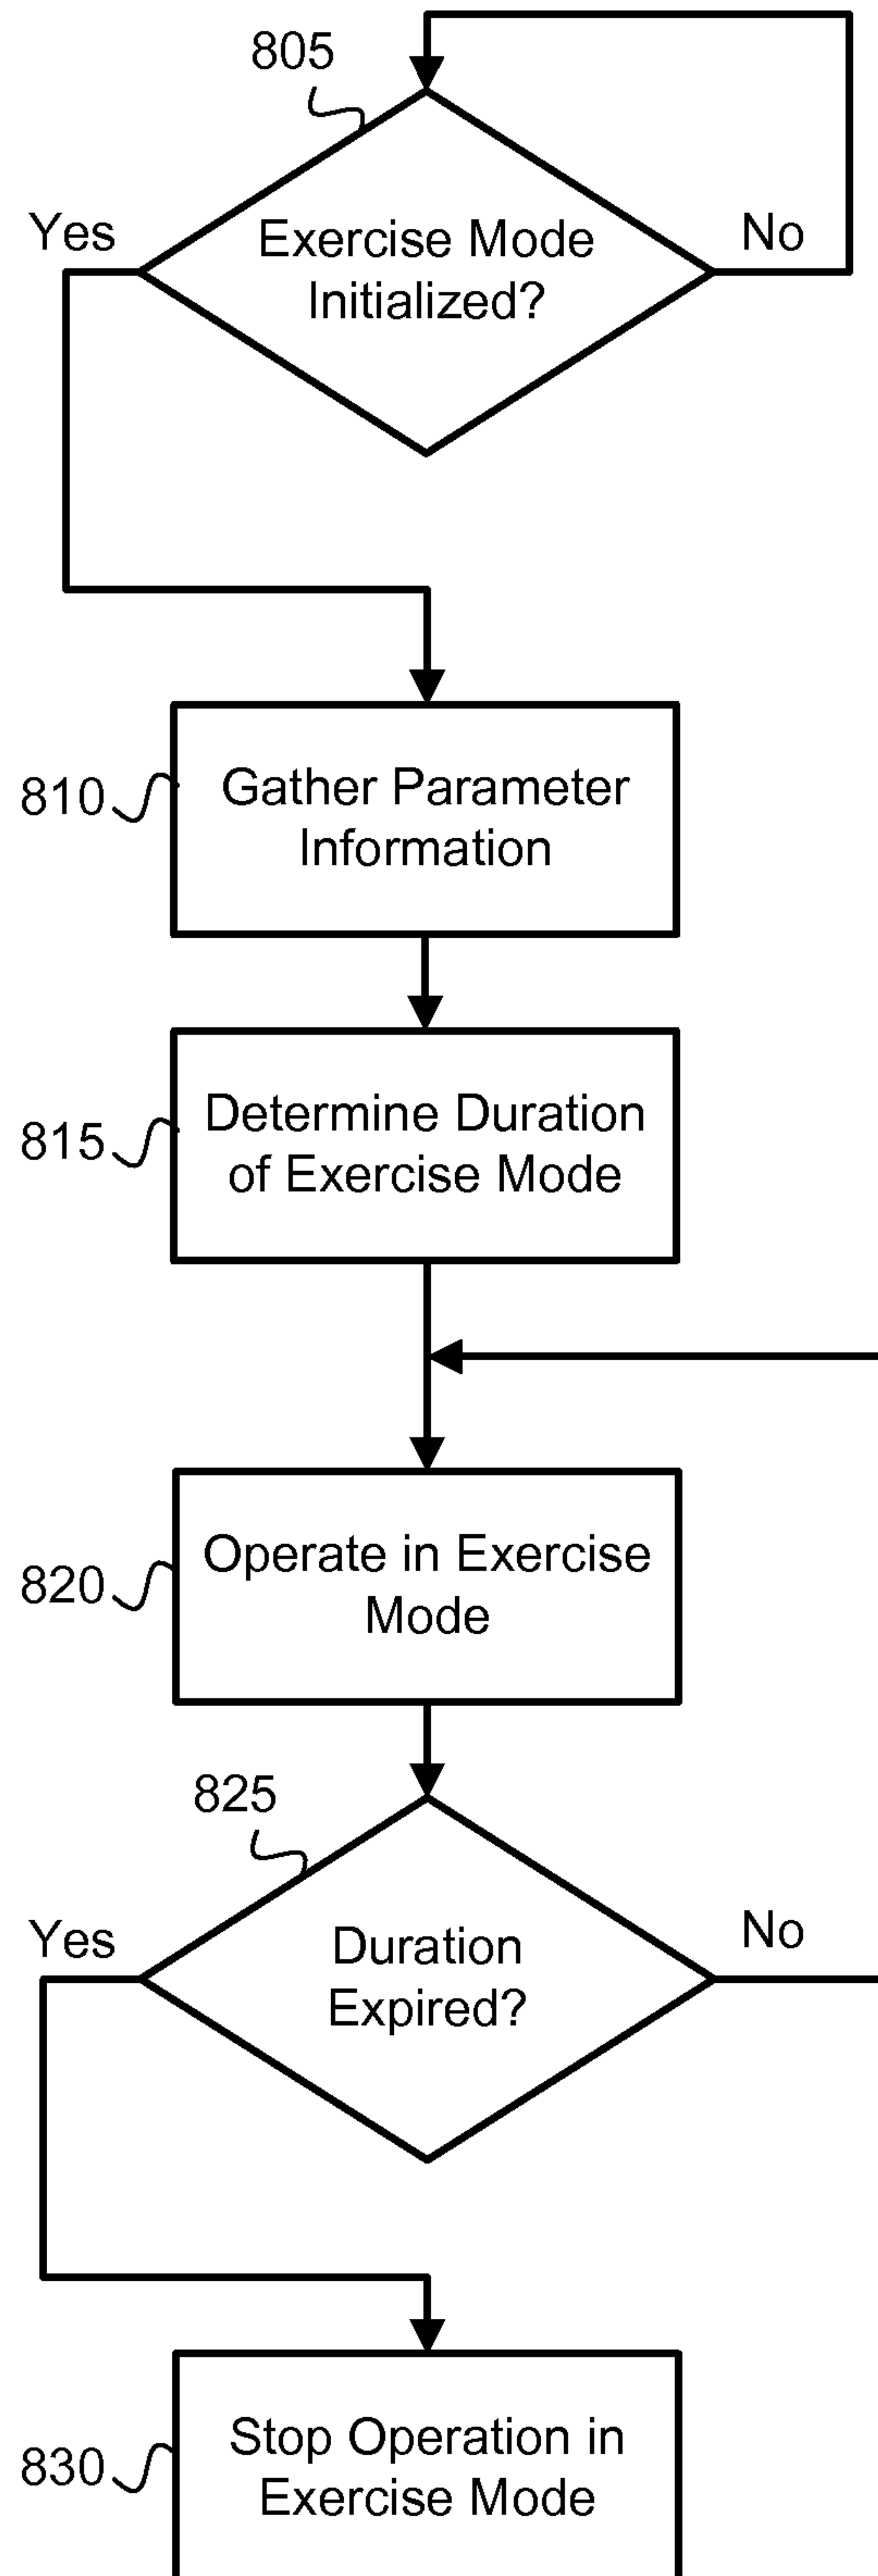 805
Yes
Exercise Mode
Initialized?
No
810
Gather Parameter
Information
815
Determine Duration
of Exercise Mode
820
Operate in Exercise
Mode
825
Yes
Duration
Expired?
No
830
Stop Operation in
Exercise Mode